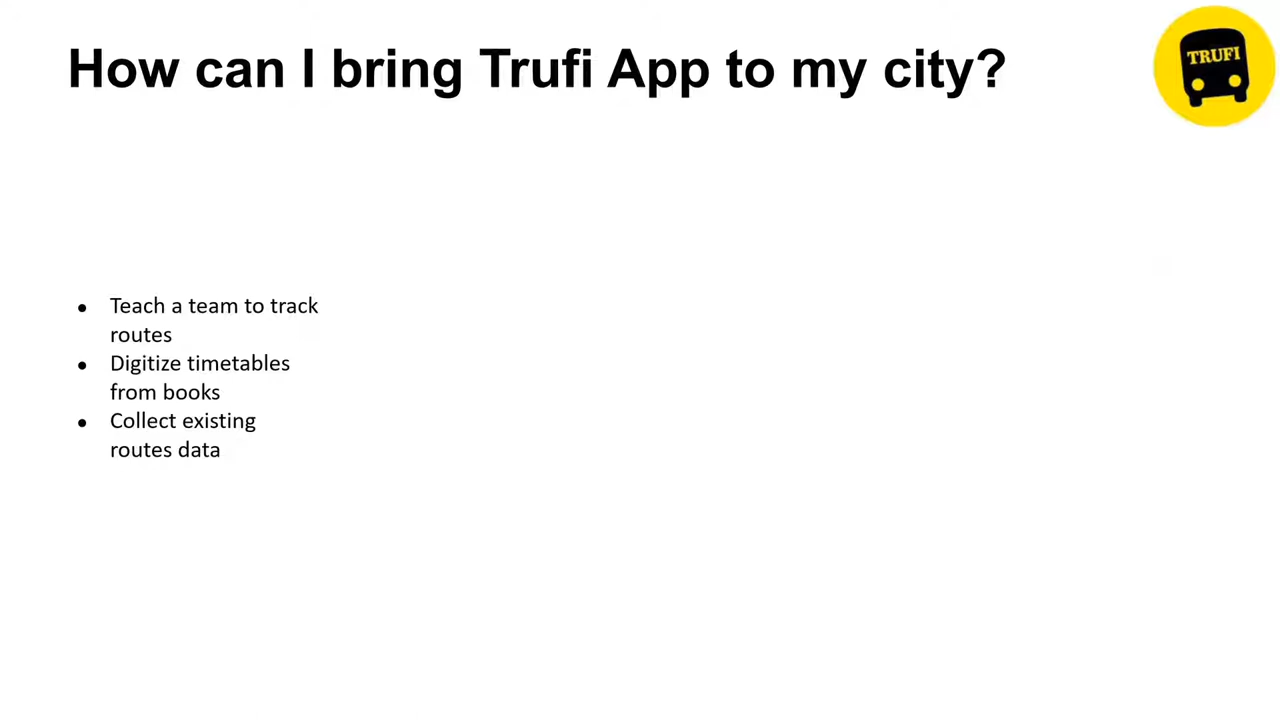 How can I bring Trufi App to my city?
TRUFI
● Teach a team to track
routes
● Digitize timetables
from books
● Collect existing
routes data